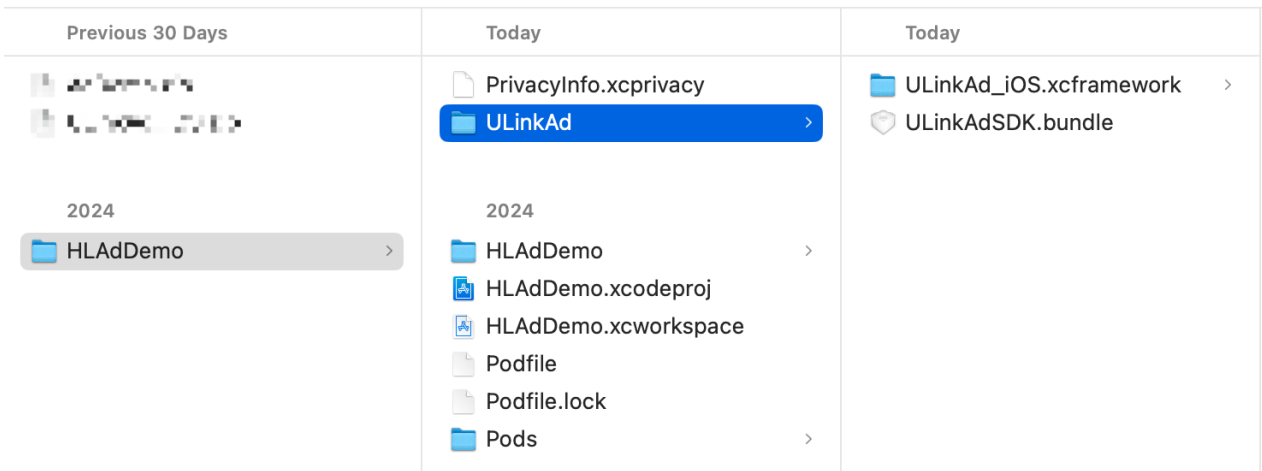 Previous 30 Days
2024
HLAdDemo
Today
PrivacyInfo.xcprivacy
ULinkAd
2024
HLAdDemo
HLAdDemo.xcodeproj
HLAdDemo.xcworkspace
Podfile
Podfile.lock
Pods
Today
ULinkAd_iOS.xcframework
ULinkAdSDK.bundle